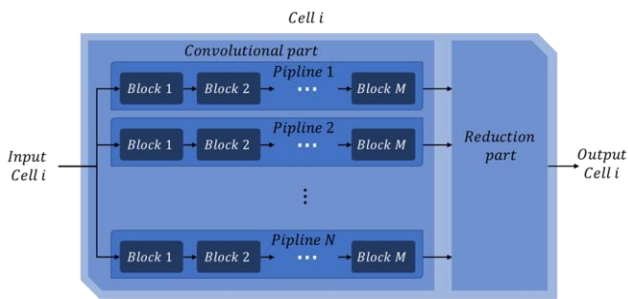 Cell i
Convolutional part
Pipline 1
Block 1 Block 2 ... Block M
Pipline 2
Block 1 Block 2 ... Block M
Input
Cell i
Reduction
part
Output
Cell i
⋮
Pipline N
Block 1 Block 2 ... Block M